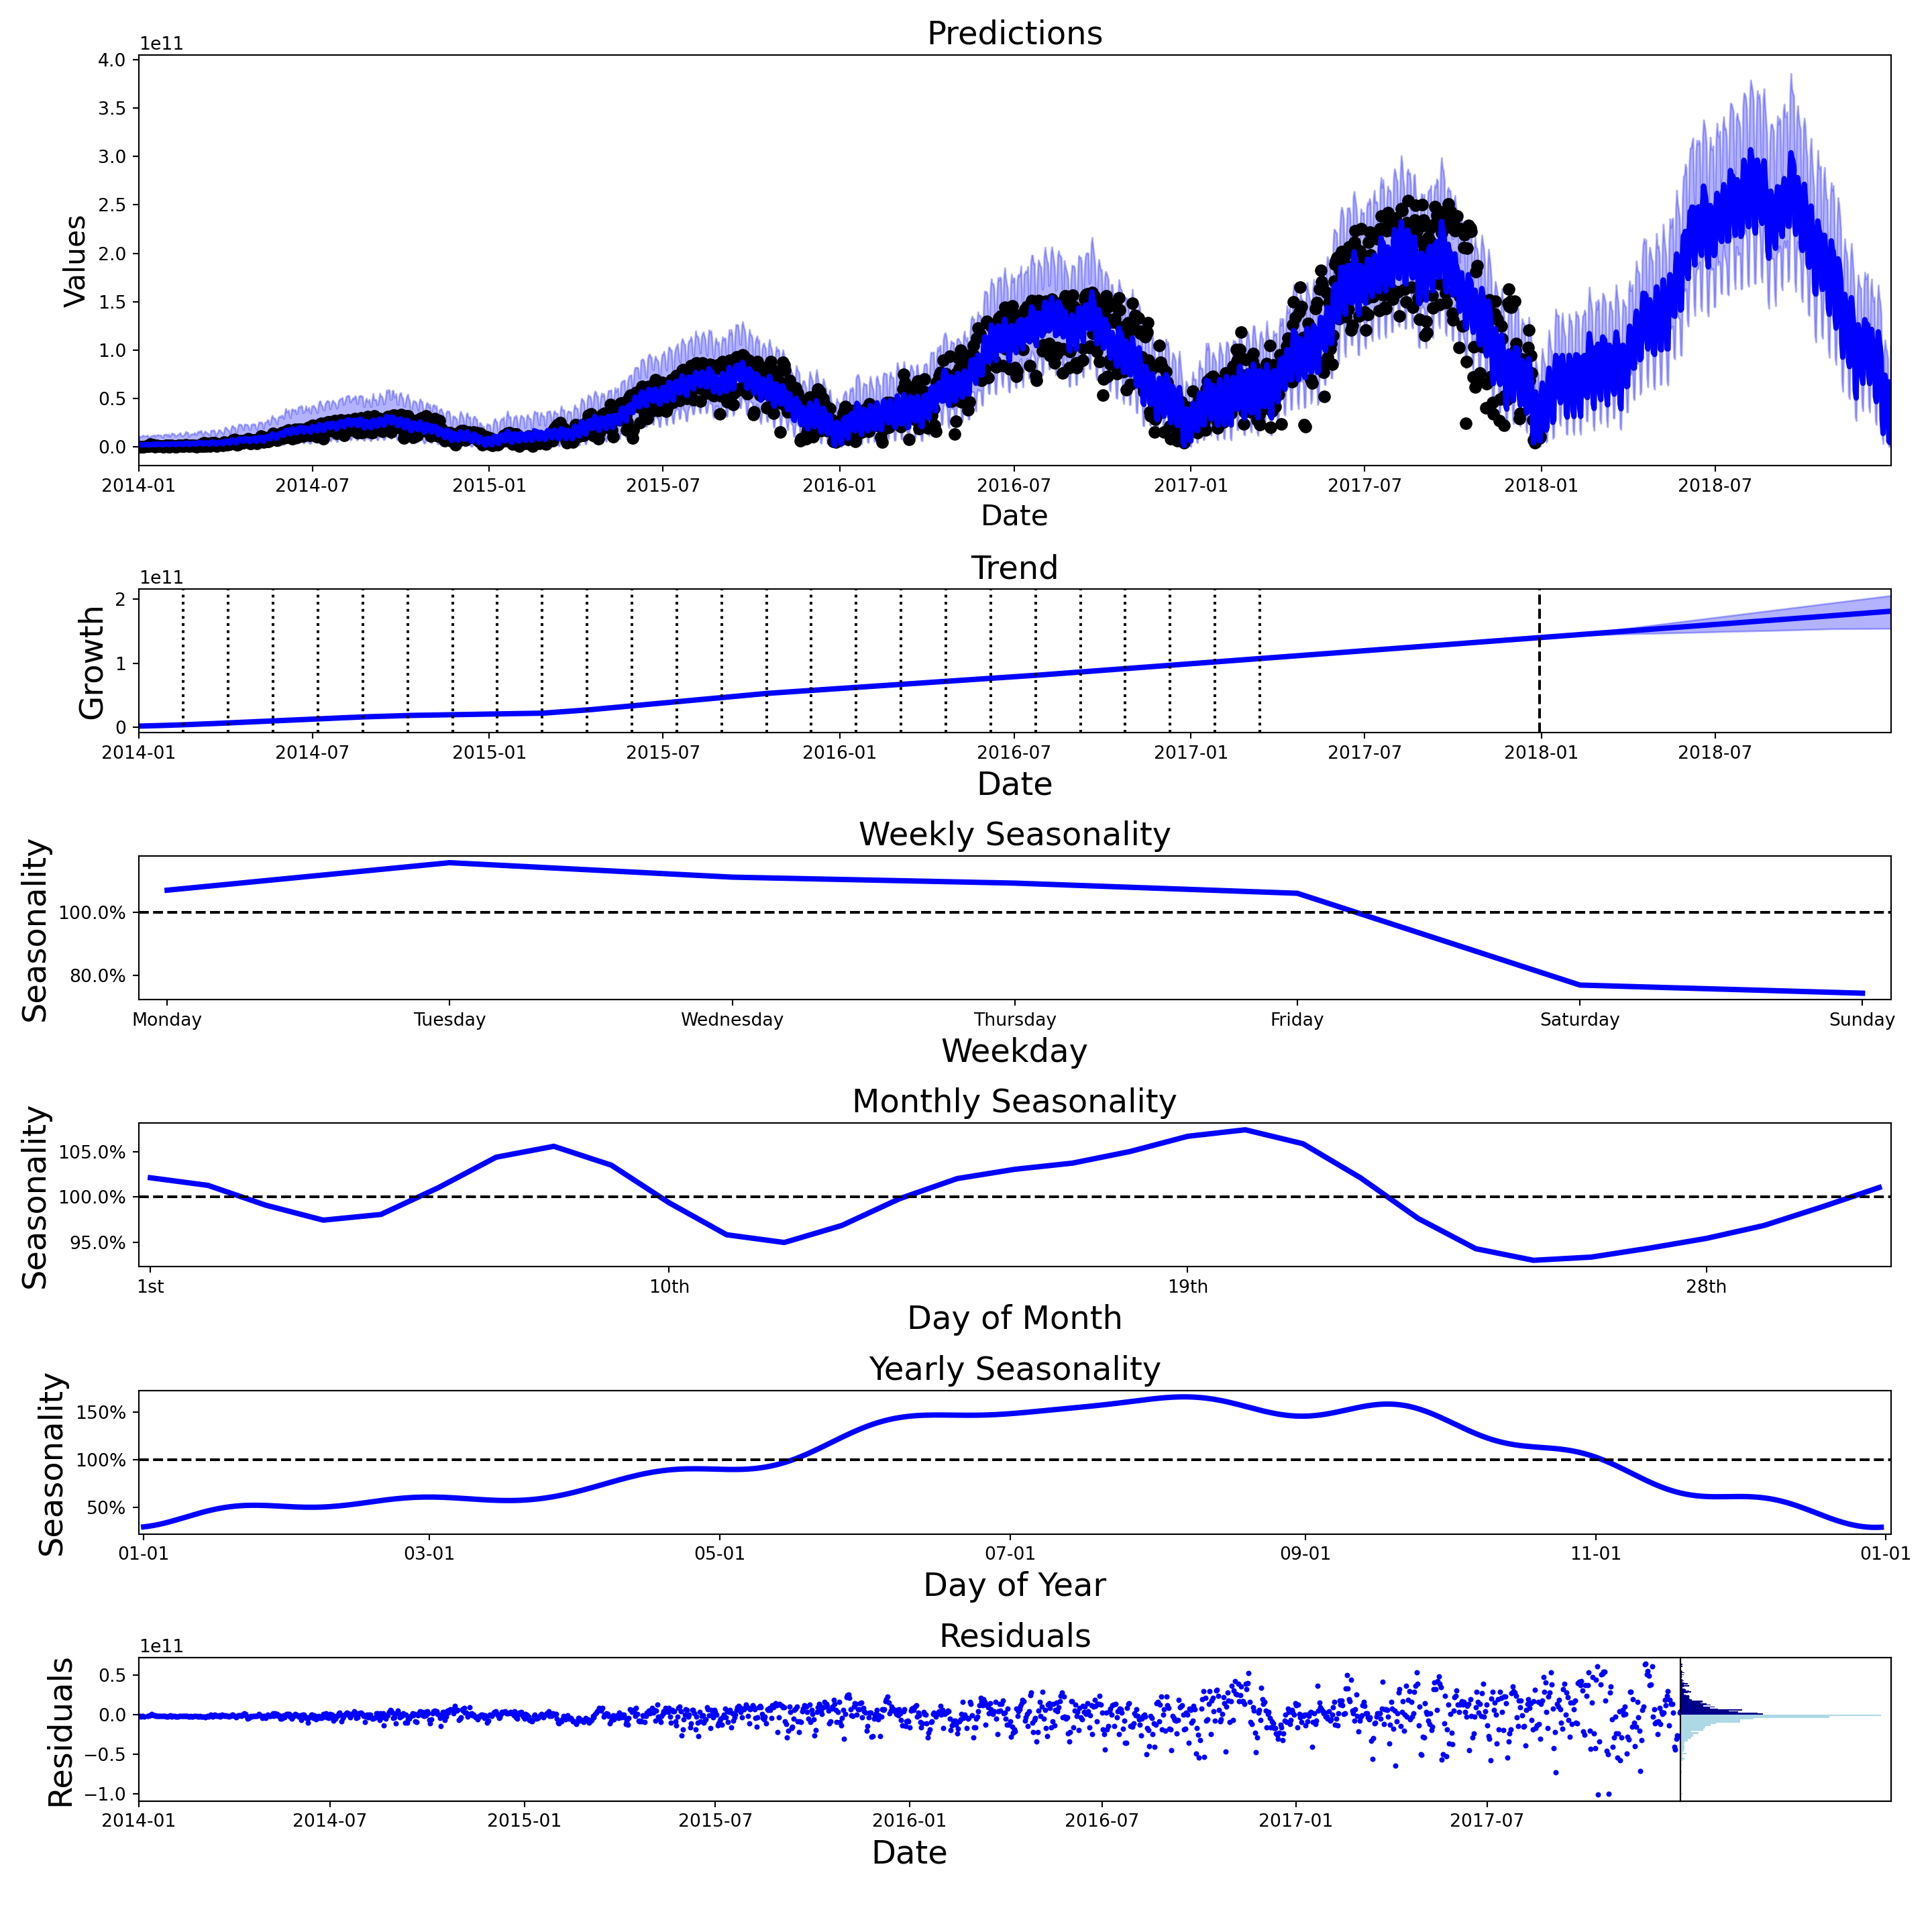 Predictions
1e11
4.0
3.5
3.0
2.5
2.0
1.5
1.0
0.5
0.0
Values
2014-01 2014-07 2015-01 2015-07 2016-01 2016-07 2017-01 2017-07 2018-01 2018-07
Date
Trend
1e11
2
1
0
Growth
2014-01 2014-07 2015-01 2015-07 2016-01 2016-07 2017-01 2017-07 2018-01 2018-07
Date
Weekly Seasonality
100.0%
80.0%
Seasonality
Monday Tuesday Wednesday Thursday Friday Saturday Sunday
Weekday
Monthly Seasonality
105.0%
100.0%
95.0%
Seasonality
1st 10th 19th 28th
Day of Month
Yearly Seasonality
150%
100%
50%
Seasonality
01-01 03-01 05-01 07-01 09-01 11-01 01-01
Day of Year
Residuals
1e11
0.5
0.0
−0.5
−1.0
Residuals
2014-01 2014-07 2015-01 2015-07 2016-01 2016-07 2017-01 2017-07
Date